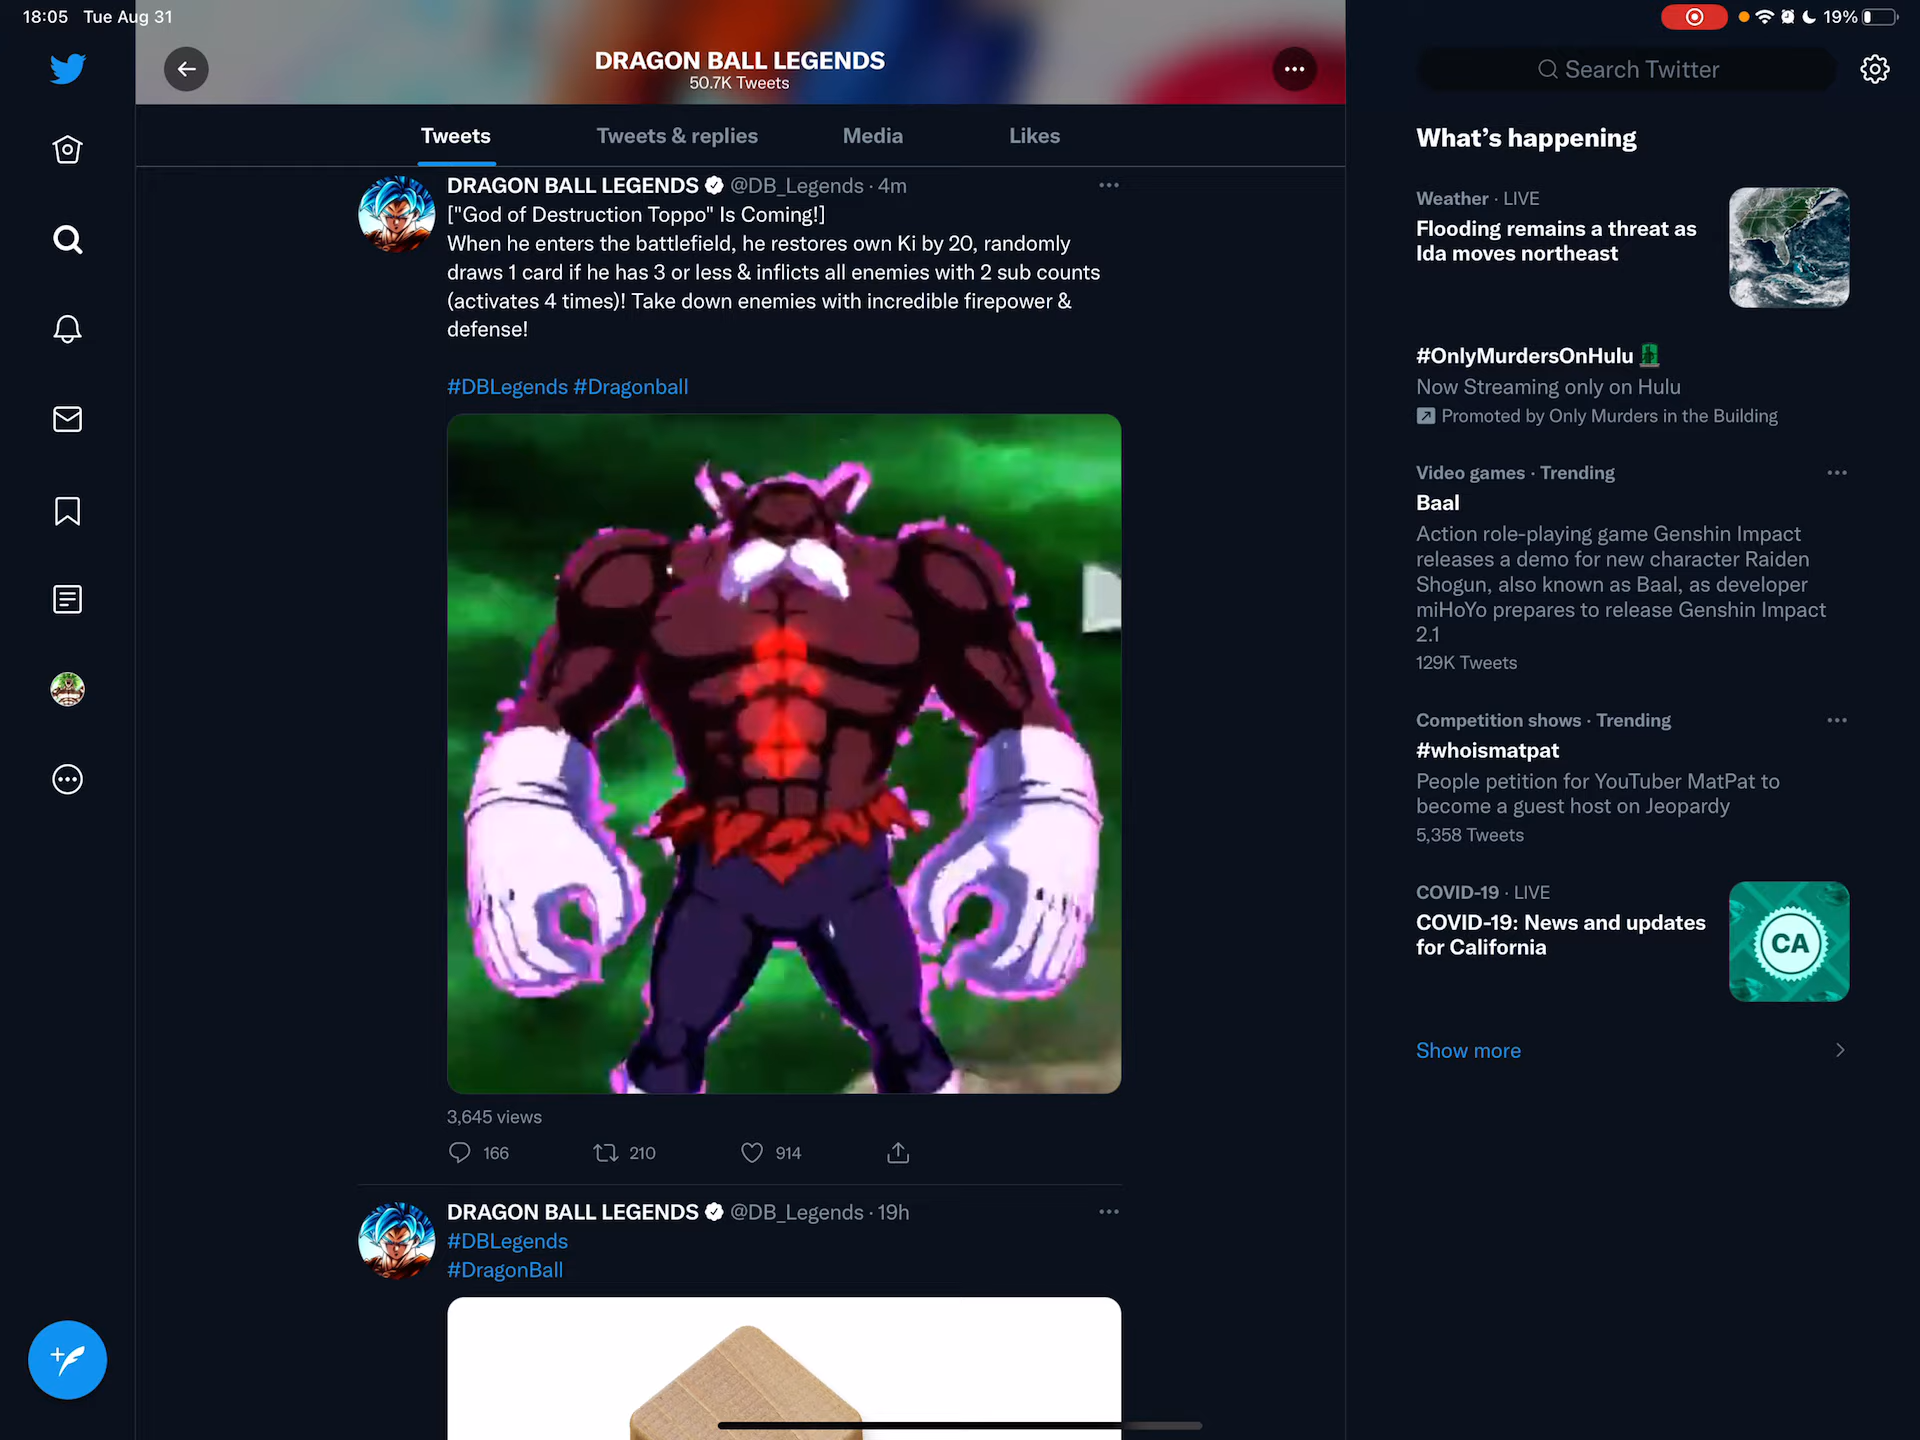 18:05 Tue Aug 31
19%
DRAGON BALL LEGENDS
50.7K Tweets
Search Twitter
Tweets
Tweets & replies
Media
Likes
DRAGON BALL LEGENDS @DB_Legends · 4m
["God of Destruction Toppo" Is Coming!]
When he enters the battlefield, he restores own Ki by 20, randomly
draws 1 card if he has 3 or less & inflicts all enemies with 2 sub counts
(activates 4 times)! Take down enemies with incredible firepower &
defense!
#DBLegends #Dragonball
3,645 views
166
210
914
DRAGON BALL LEGENDS @DB_Legends · 19h
#DBLegends
#DragonBall
What’s happening
Weather · LIVE
Flooding remains a threat as
Ida moves northeast
#OnlyMurdersOnHulu
Now Streaming only on Hulu
Promoted by Only Murders in the Building
Video games · Trending
Baal
Action role-playing game Genshin Impact
releases a demo for new character Raiden
Shogun, also known as Baal, as developer
miHoYo prepares to release Genshin Impact
2.1
129K Tweets
Competition shows · Trending
#whoismatpat
People petition for YouTuber MatPat to
become a guest host on Jeopardy
5,358 Tweets
COVID-19 · LIVE
COVID-19: News and updates
for California
CA
Show more